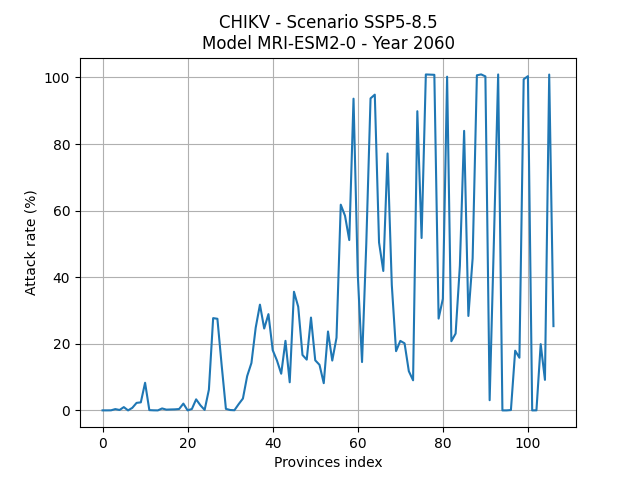 CHIKV - Scenario SSP5-8.5
Model MRI-ESM2-0 - Year 2060
Attack rate (%)
100
80
60
40
20
0
0 20 40 60 80 100
Provinces index